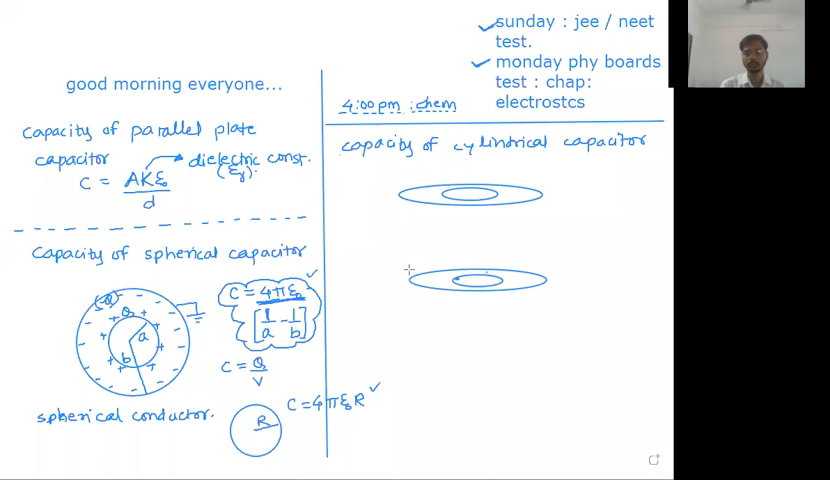 good morning everyone...
capacity of parallel plate
capacitor
dielectric const.
(εr).
C = AKε₀/d
Capacity of spherical capacitor
(-Q)
Q
a
b
C = 4πε₀
[1/a - 1/b]
C = Q/V
spherical conductor.
R
C = 4πε₀R
sunday : jee / neet
test.
monday phy boards
test : chap:
electrostcs
4:00pm : chem
capacity of cylindrical capacitor